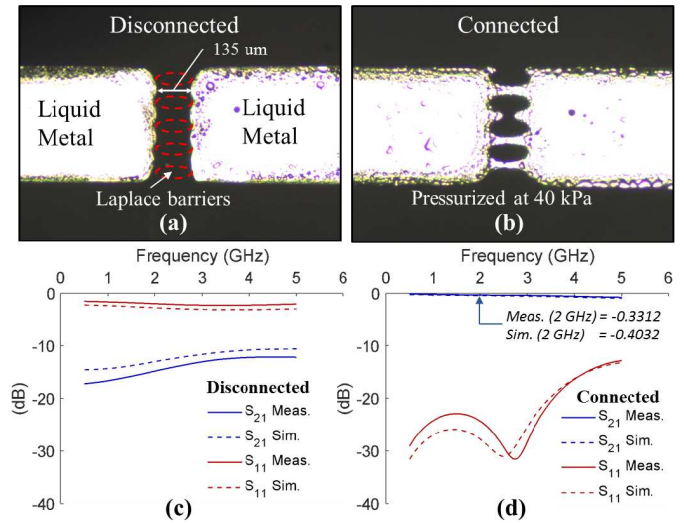 Disconnected
135 um
Liquid
Metal
Liquid
Metal
Laplace barriers
(a)
Connected
Pressurized at 40 kPa
(b)
Frequency (GHz)
0 1 2 3 4 5 6
0
-10
-20
-30
-40
(dB)
Disconnected
S21 Meas.
S21 Sim.
S11 Meas.
S11 Sim.
(c)
Frequency (GHz)
0 1 2 3 4 5 6
0
-10
-20
-30
-40
(dB)
Meas. (2 GHz) = -0.3312
Sim. (2 GHz) = -0.4032
Connected
S21 Meas.
S21 Sim.
S11 Meas.
S11 Sim.
(d)